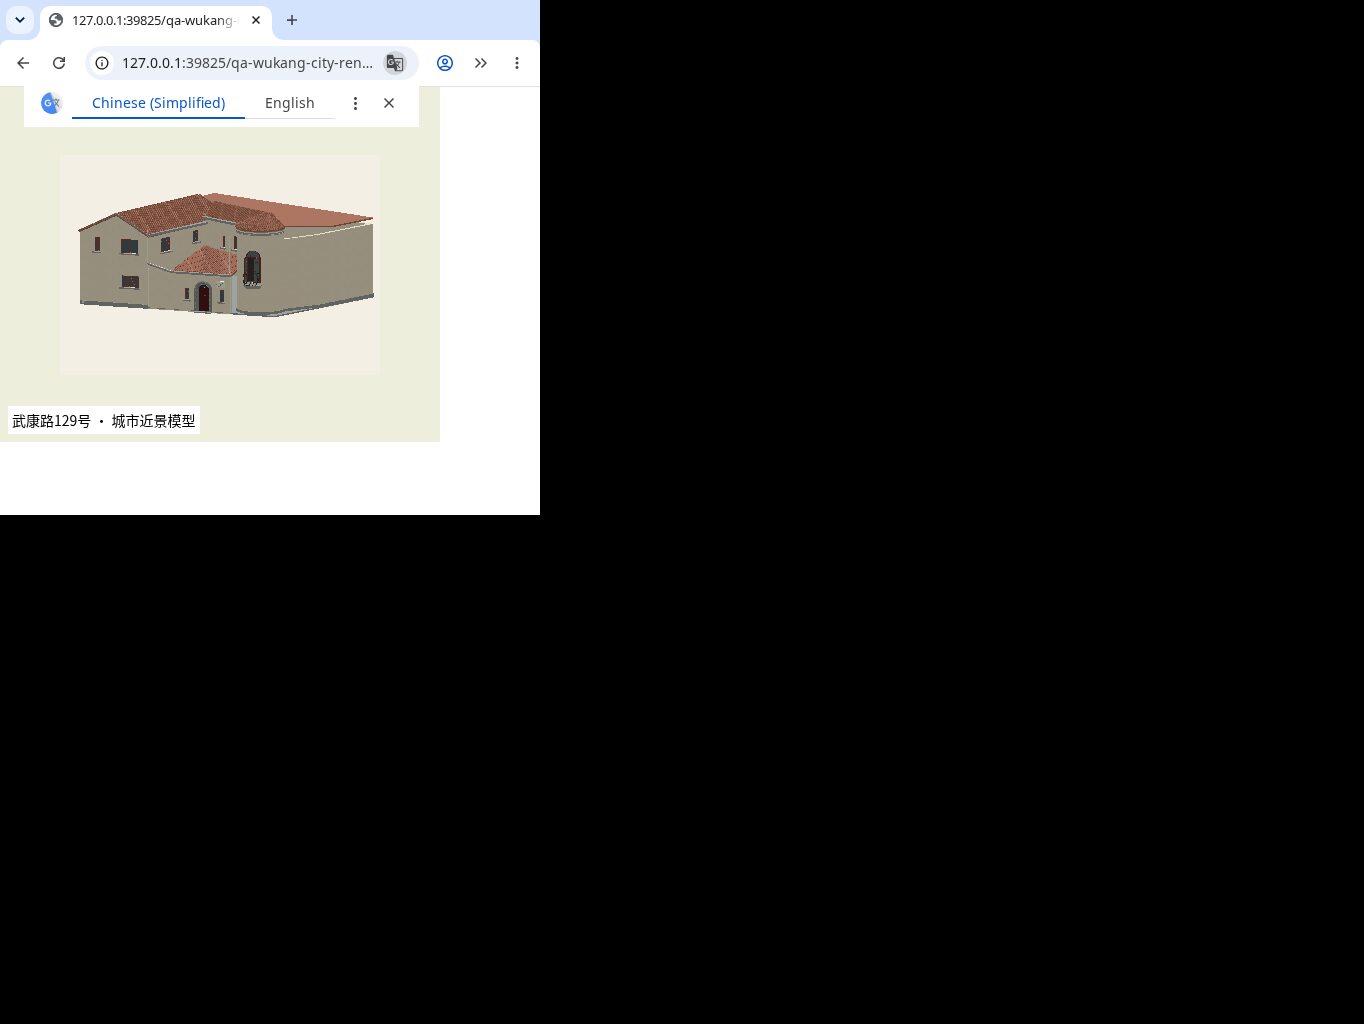 127.0.0.1:39825/qa-wukang-
127.0.0.1:39825/qa-wukang-city-ren...
Chinese (Simplified)
English
武康路129号 · 城市近景模型